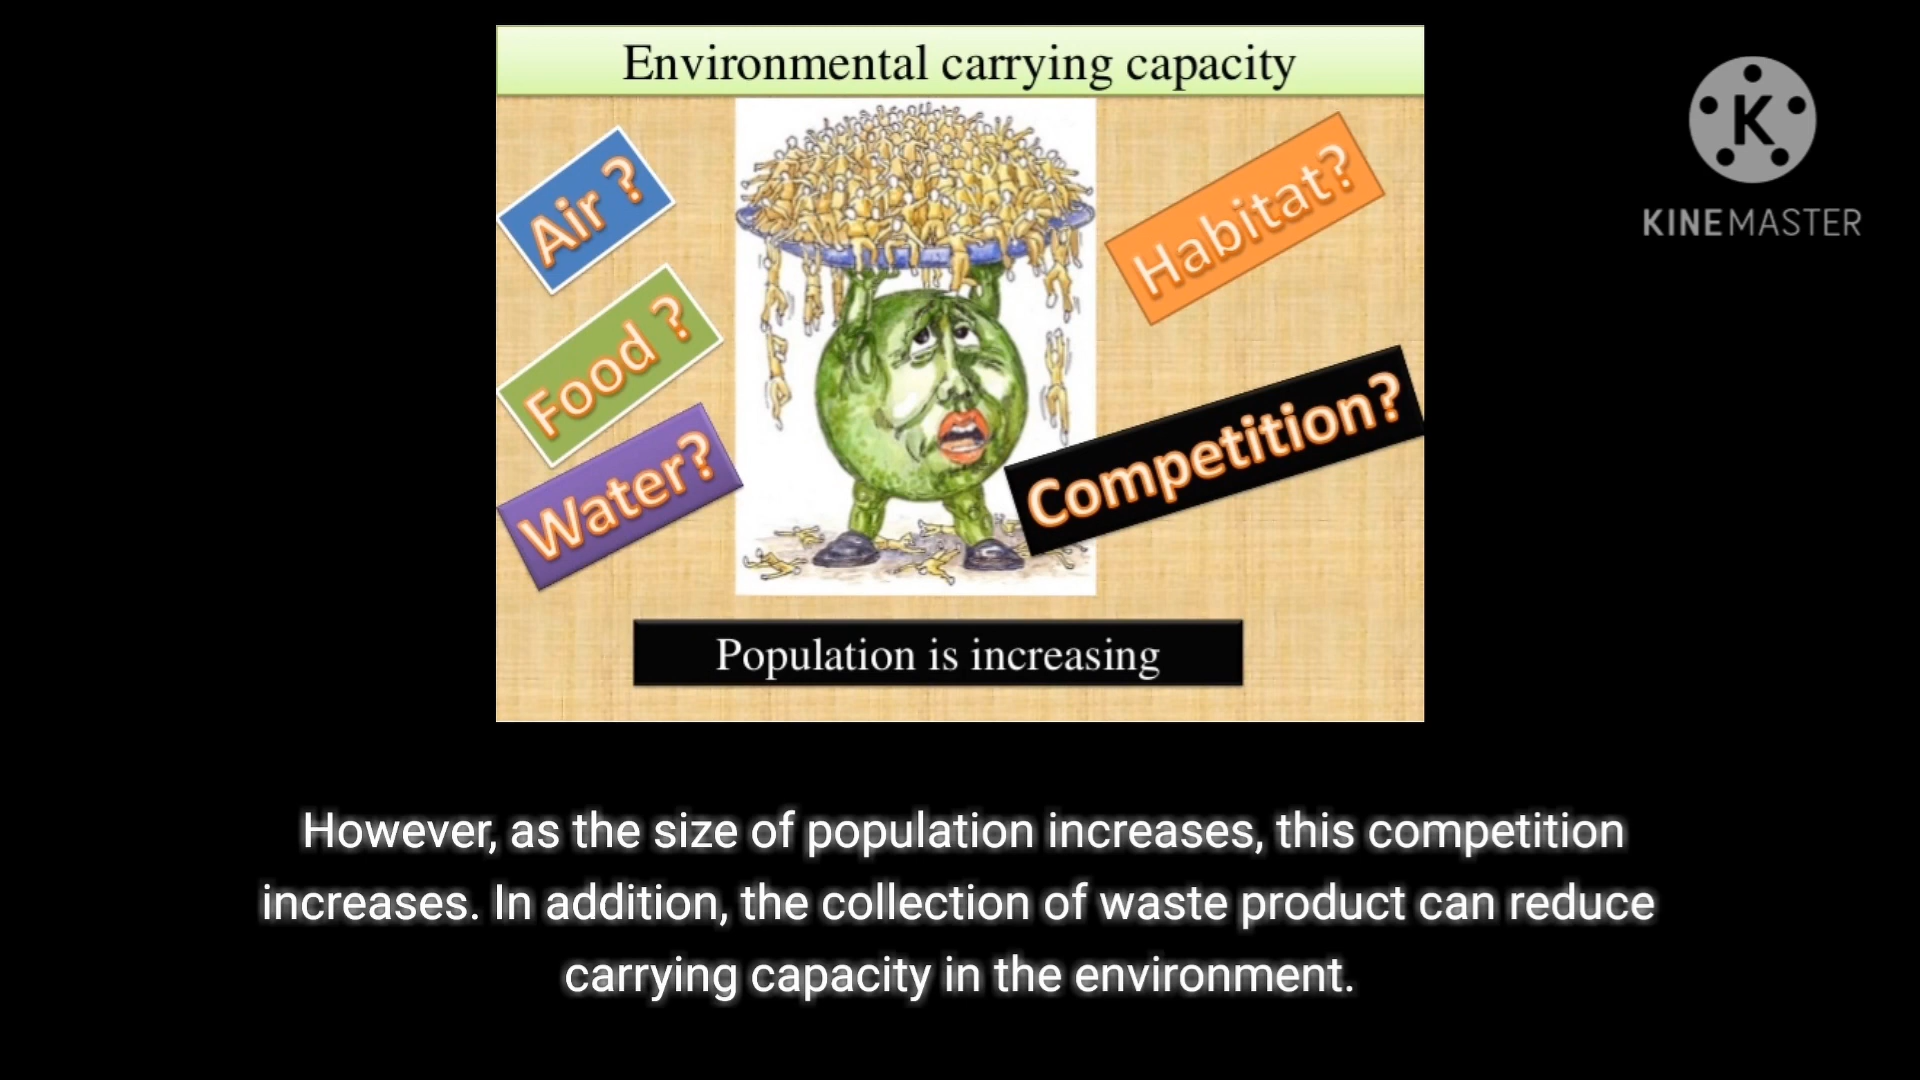 Environmental carrying capacity
Air ?
Habitat?
Food ?
Competition?
Water?
Population is increasing
K
KINEMASTER
However, as the size of population increases, this competition
increases. In addition, the collection of waste product can reduce
carrying capacity in the environment.